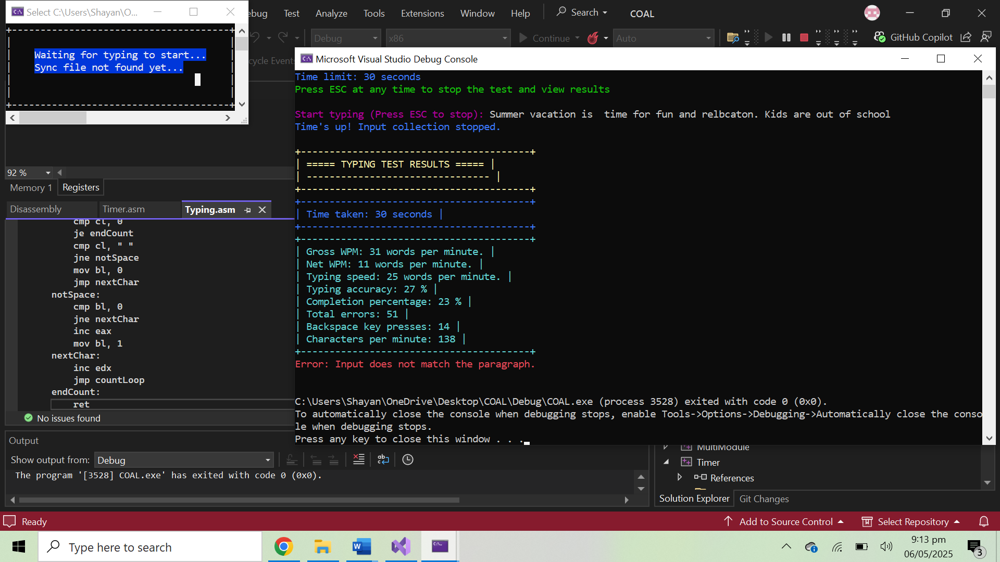 Select C:\Users\Shayan\O...
ebug Test Analyze Tools Extensions Window Help Search COAL
Debug x86 Continue Auto GitHub Copilot
+---------------------------------------+
Waiting for typing to start...
Sync file not found yet...
+---------------------------------------+
cycle Events
Microsoft Visual Studio Debug Console
Time limit: 30 seconds
Press ESC at any time to stop the test and view results
Start typing (Press ESC to stop): Summer vacation is  time for fun and relbcaton. Kids are out of school
Time's up! Input collection stopped.
+----------------------------------------+
| ===== TYPING TEST RESULTS ===== |
| -------------------------------- |
+----------------------------------------+
+----------------------------------------+
| Time taken: 30 seconds |
+----------------------------------------+
+----------------------------------------+
| Gross WPM: 31 words per minute. |
| Net WPM: 11 words per minute. |
| Typing speed: 25 words per minute. |
| Typing accuracy: 27 % |
| Completion percentage: 23 % |
| Total errors: 51 |
| Backspace key presses: 14 |
| Characters per minute: 138 |
+----------------------------------------+
Error: Input does not match the paragraph.
C:\Users\Shayan\OneDrive\Desktop\COAL\Debug\COAL.exe (process 3528) exited with code 0 (0x0).
To automatically close the console when debugging stops, enable Tools->Options->Debugging->Automatically close the conso
le when debugging stops.
Press any key to close this window . . .
92 %
Memory 1 Registers
Disassembly Timer.asm Typing.asm
cmp cl, 0
je endCount
cmp cl, " "
jne notSpace
mov bl, 0
jmp nextChar
notSpace:
cmp bl, 0
jne nextChar
inc eax
mov bl, 1
nextChar:
inc edx
jmp countLoop
endCount:
ret
No issues found
Output
Show output from: Debug
The program '[3528] COAL.exe' has exited with code 0 (0x0).
MultiModule
Timer
References
Solution Explorer Git Changes
Ready Add to Source Control Select Repository
Type here to search
9:13 pm
06/05/2025
3